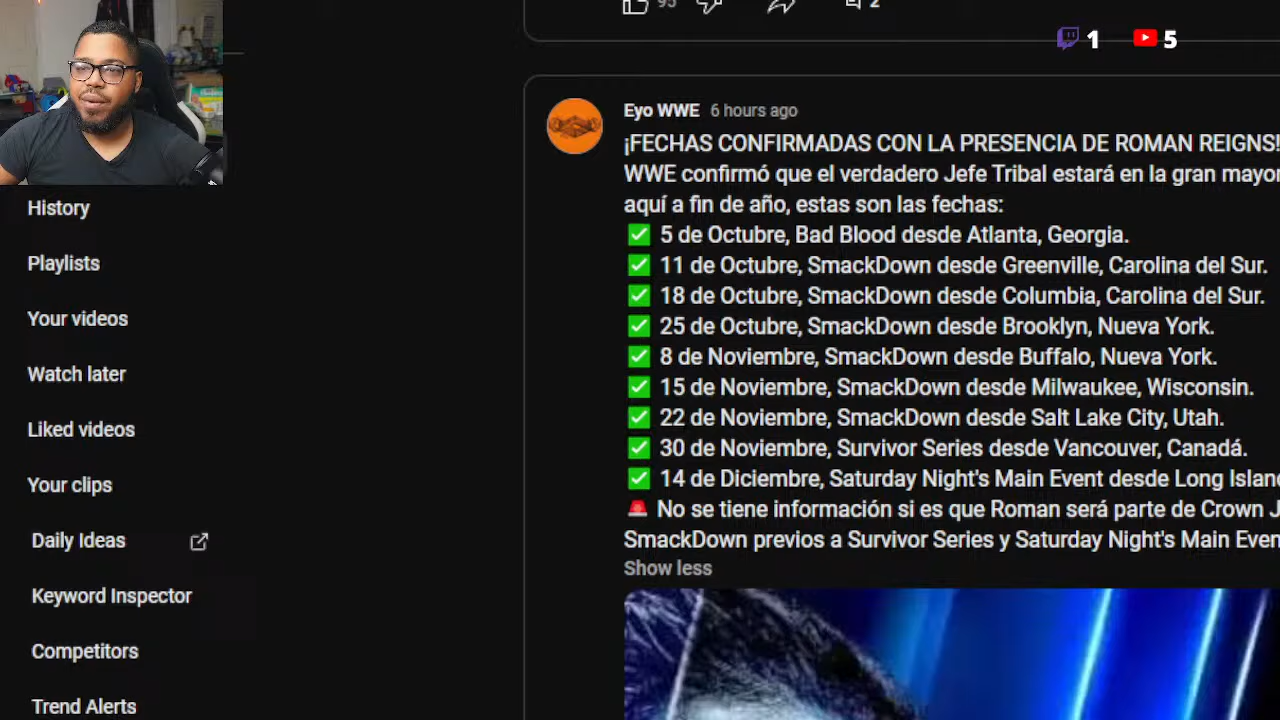 95
2
1
5
Eyo WWE 6 hours ago
¡FECHAS CONFIRMADAS CON LA PRESENCIA DE ROMAN REIGNS!
WWE confirmó que el verdadero Jefe Tribal estará en la gran
aquí a fin de año, estas son las fechas:
✅ 5 de Octubre, Bad Blood desde Atlanta, Georgia.
✅ 11 de Octubre, SmackDown desde Greenville, Carolina del Sur.
✅ 18 de Octubre, SmackDown desde Columbia, Carolina del Sur.
✅ 25 de Octubre, SmackDown desde Brooklyn, Nueva York.
✅ 8 de Noviembre, SmackDown desde Buffalo, Nueva York.
✅ 15 de Noviembre, SmackDown desde Milwaukee, Wisconsin.
✅ 22 de Noviembre, SmackDown desde Salt Lake City, Utah.
✅ 30 de Noviembre, Survivor Series desde Vancouver, Canadá.
✅ 14 de Diciembre, Saturday Night's Main Event desde Long
🚨 No se tiene información si es que Roman será parte de Crown
SmackDown previos a Survivor Series y Saturday Night's Main
Show less
History
Playlists
Your videos
Watch later
Liked videos
Your clips
Daily Ideas
Keyword Inspector
Competitors
Trend Alerts